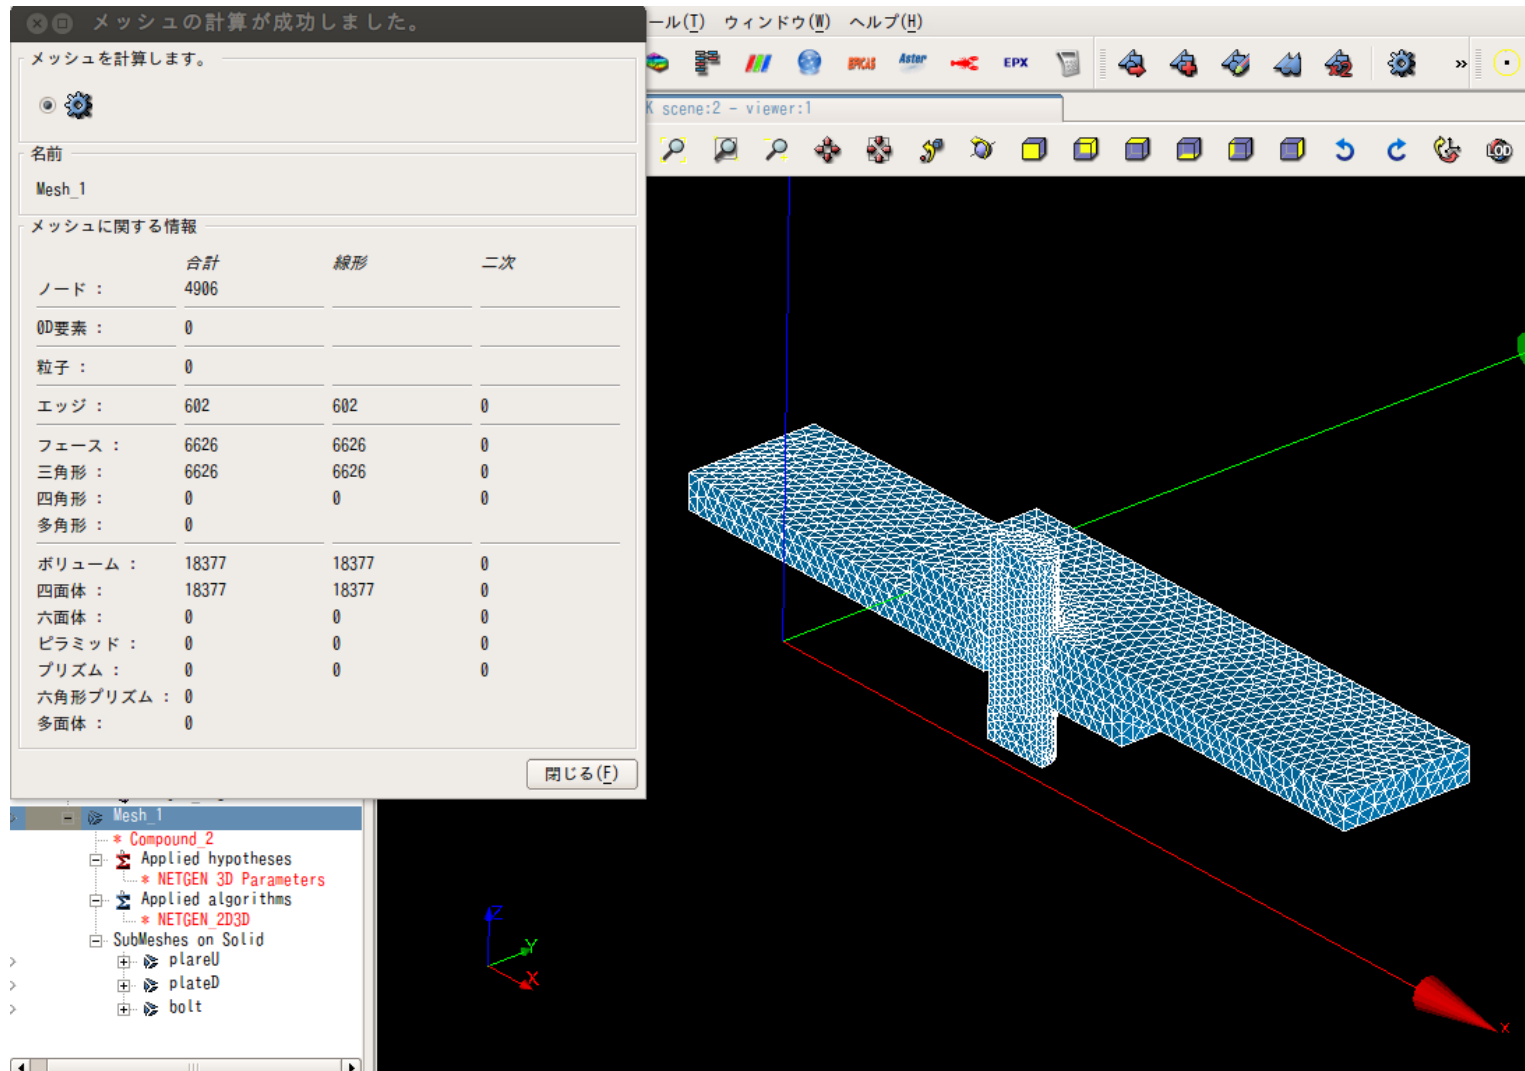 メッシュの計算が成功しました。
ール(T) ウィンドウ(W) ヘルプ(H)
メッシュを計算します。
EFICAS Aster EPX »
K scene:2 - viewer:1
LOD
名前
Mesh_1
メッシュに関する情報
合計 線形 二次
ノード : 4906
0D要素 : 0
粒子 : 0
エッジ : 602 602 0
フェース : 6626 6626 0
三角形 : 6626 6626 0
四角形 : 0 0 0
多角形 : 0
ボリューム : 18377 18377 0
四面体 : 18377 18377 0
六面体 : 0 0 0
ピラミッド : 0 0 0
プリズム : 0 0 0
六角形プリズム : 0
多面体 : 0
閉じる(F)
Mesh_1
* Compound_2
Applied hypotheses
* NETGEN 3D Parameters
Applied algorithms
* NETGEN_2D3D
SubMeshes on Solid
plareU
plateD
bolt
Z
Y
X
X